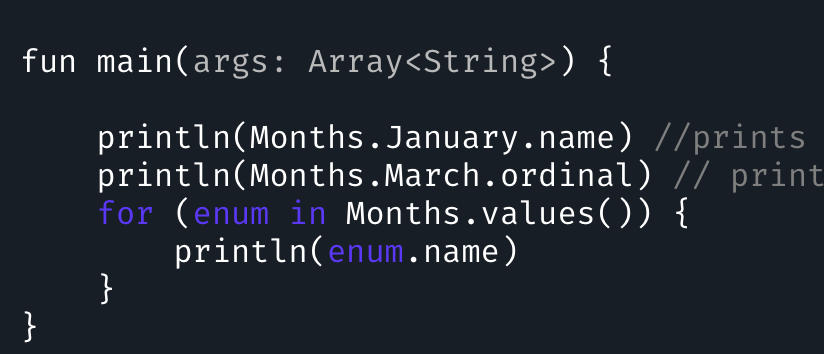 fun main(args: Array<String>) {
println(Months.January.name) //prints
println(Months.March.ordinal) // print
for (enum in Months.values()) {
println(enum.name)
}
}